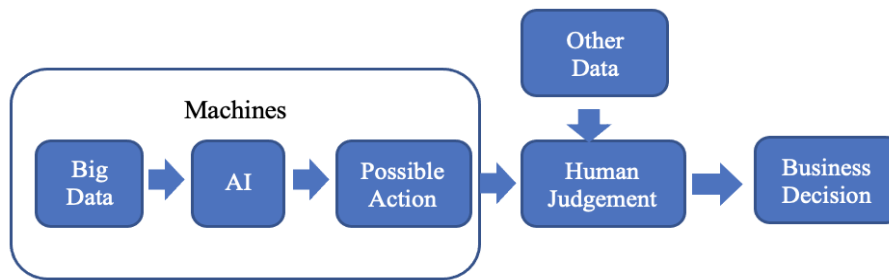 Other
Data
Machines
Big
Data
AI
Possible
Action
Human
Judgement
Business
Decision